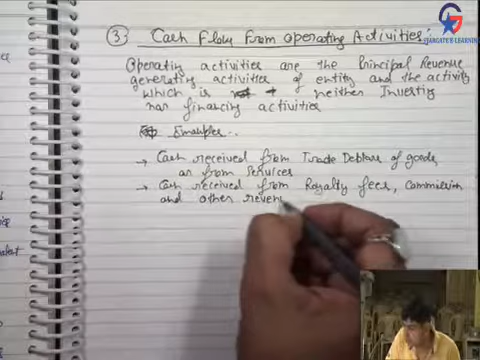 ③ Cash Flow From Operating Activities:
Operating activities are the Principal Revenue
generating activities of entity and the activity
which is neither Investing
nor financing activities
Examples..
→ Cash received from Trade Debtors of goods
or from services
→ Cash received from Royalty fees, Commission
and other reven